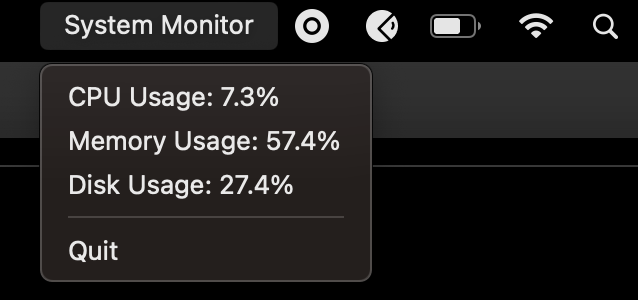 System Monitor
CPU Usage: 7.3%
Memory Usage: 57.4%
Disk Usage: 27.4%
Quit